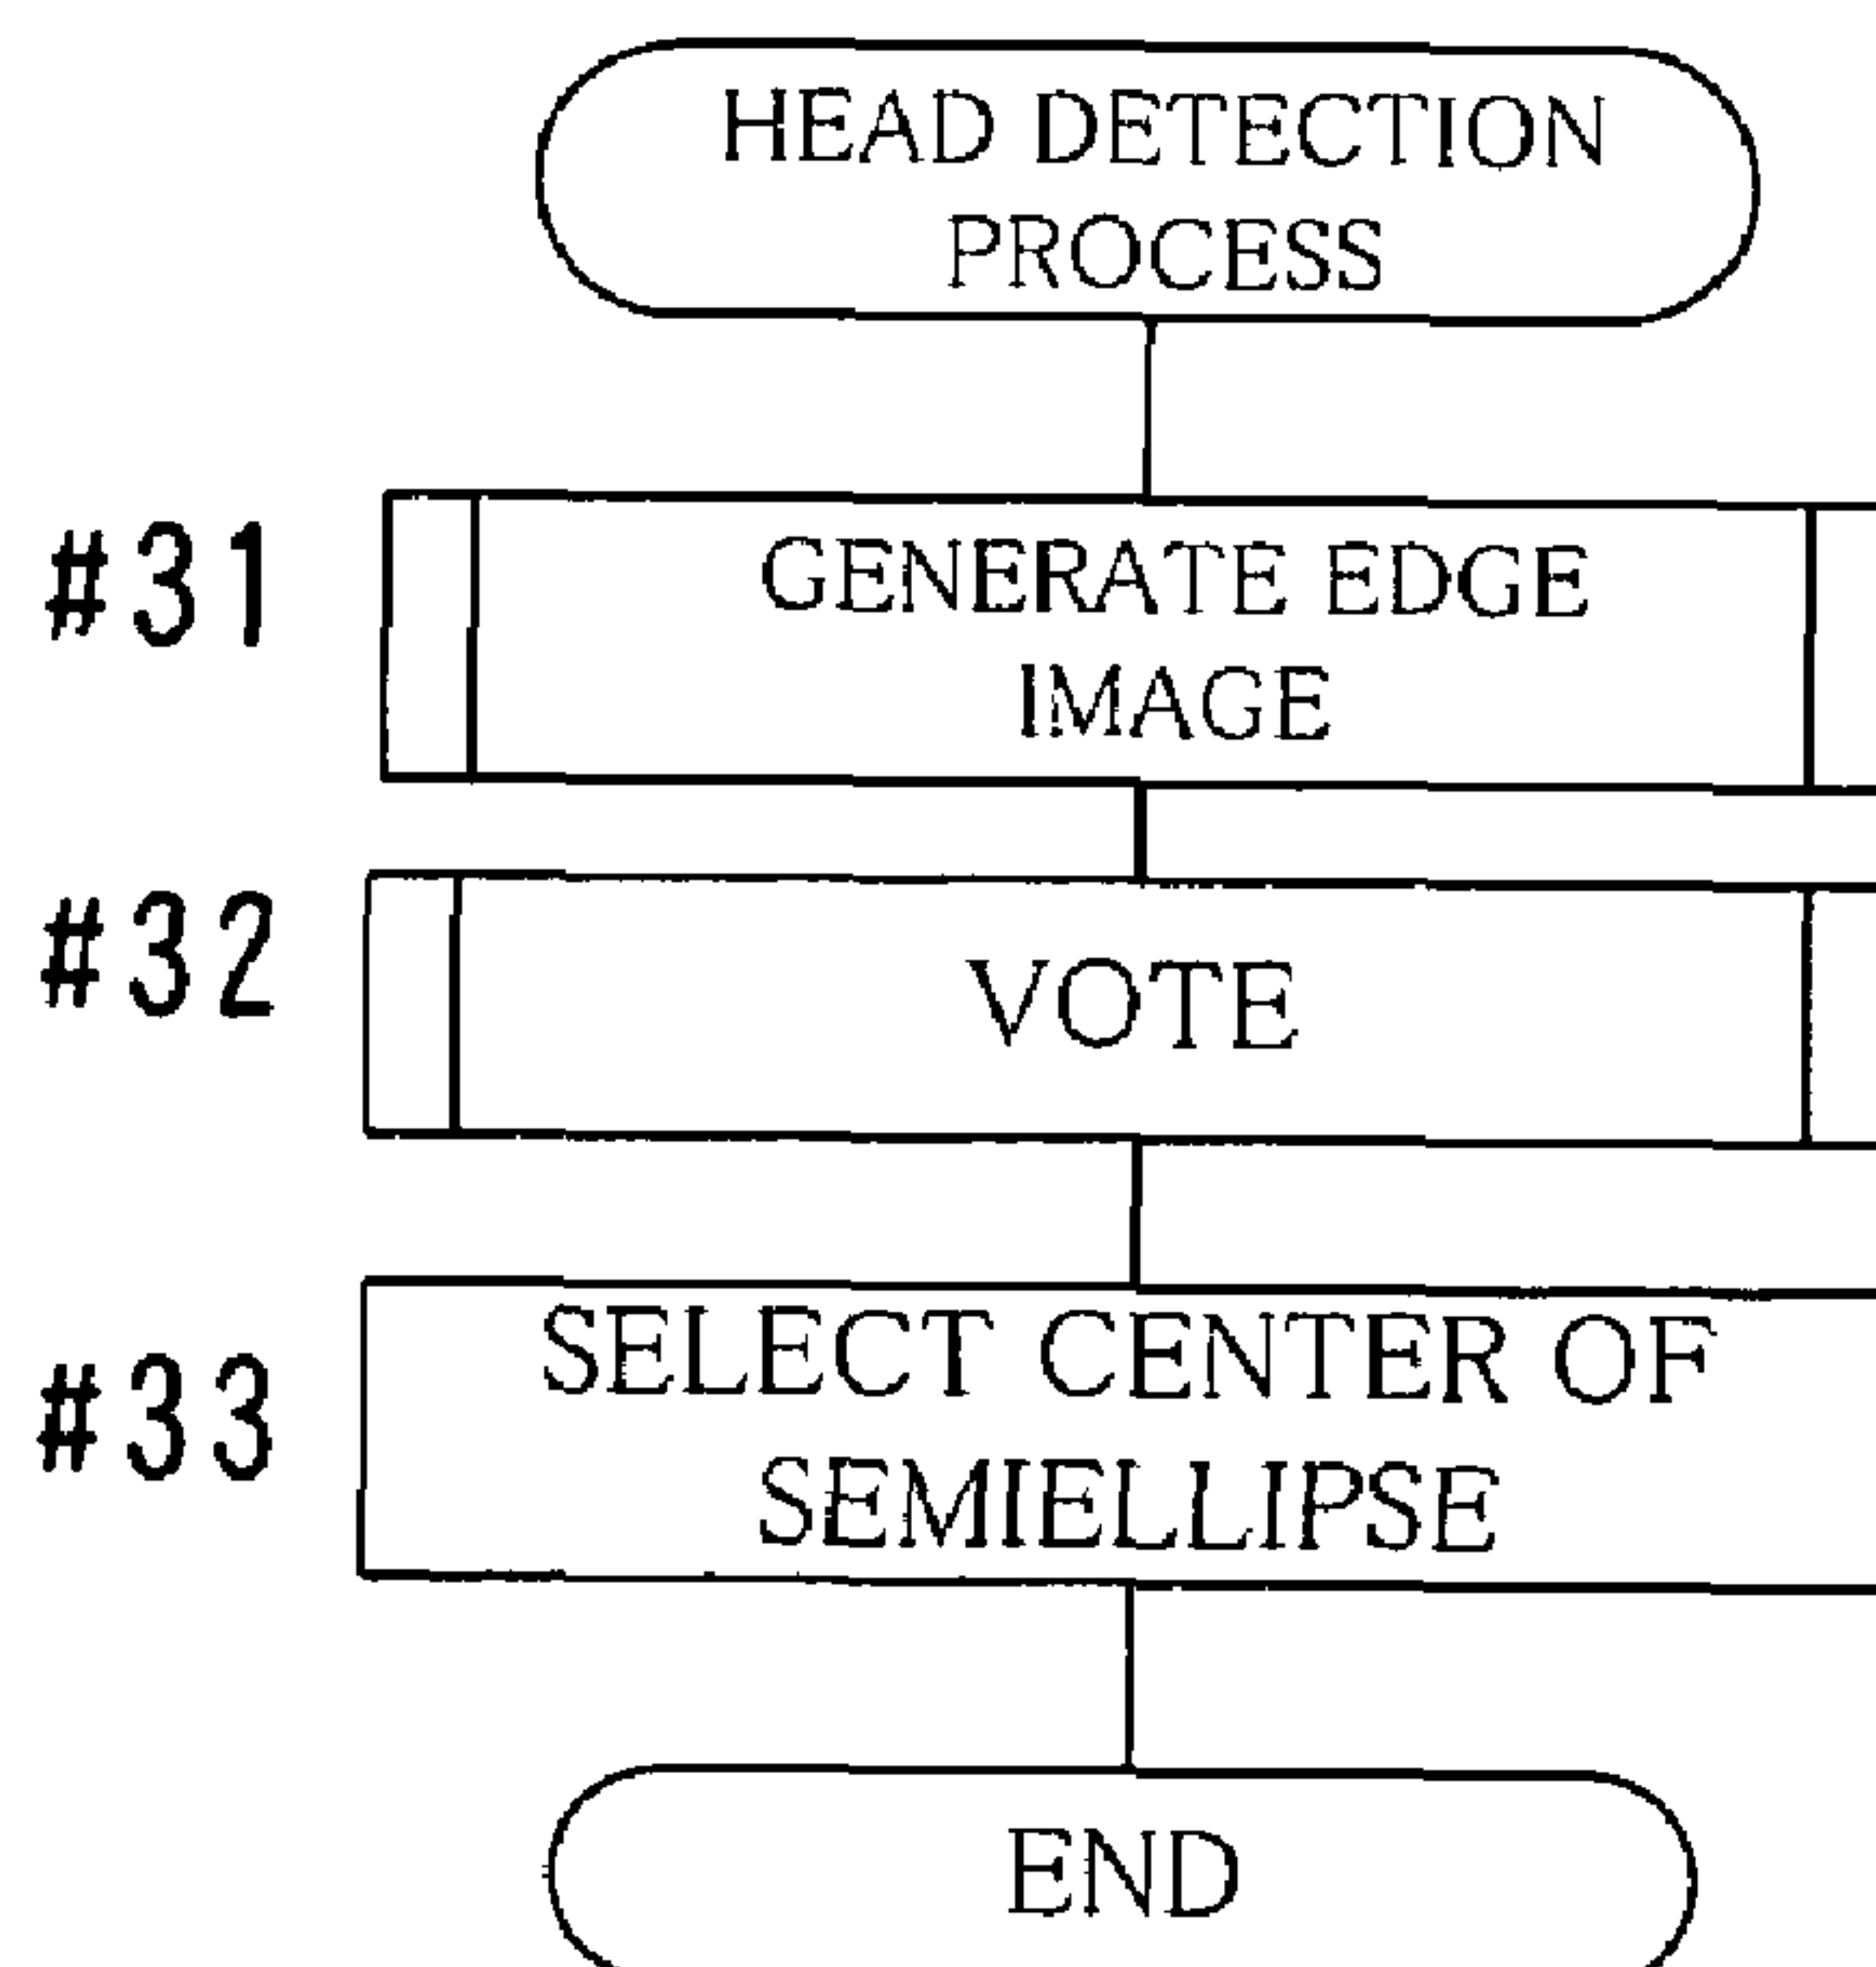 HEAD DETECTION
PROCESS
#31
GENERATE EDGE
IMAGE
#32
VOTE
#33
SELECT CENTER OF
SEMIELLIPSE
END